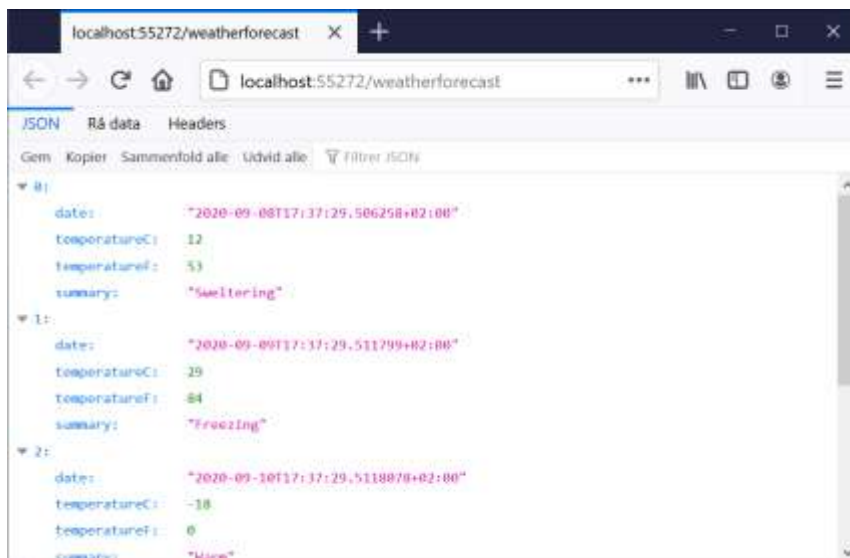 localhost:55272/weatherforecast
localhost:55272/weatherforecast
JSON Rå data Headers
Gem Kopier Sammenfold alle Udvid alle Filtrer JSON
0:
date: "2020-09-08T17:37:29.506258+02:00"
temperatureC: 12
temperatureF: 53
summary: "Sweltering"
1:
date: "2020-09-09T17:37:29.511799+02:00"
temperatureC: 29
temperatureF: 84
summary: "Freezing"
2:
date: "2020-09-10T17:37:29.5118078+02:00"
temperatureC: -18
temperatureF: 0
summary: "Warm"